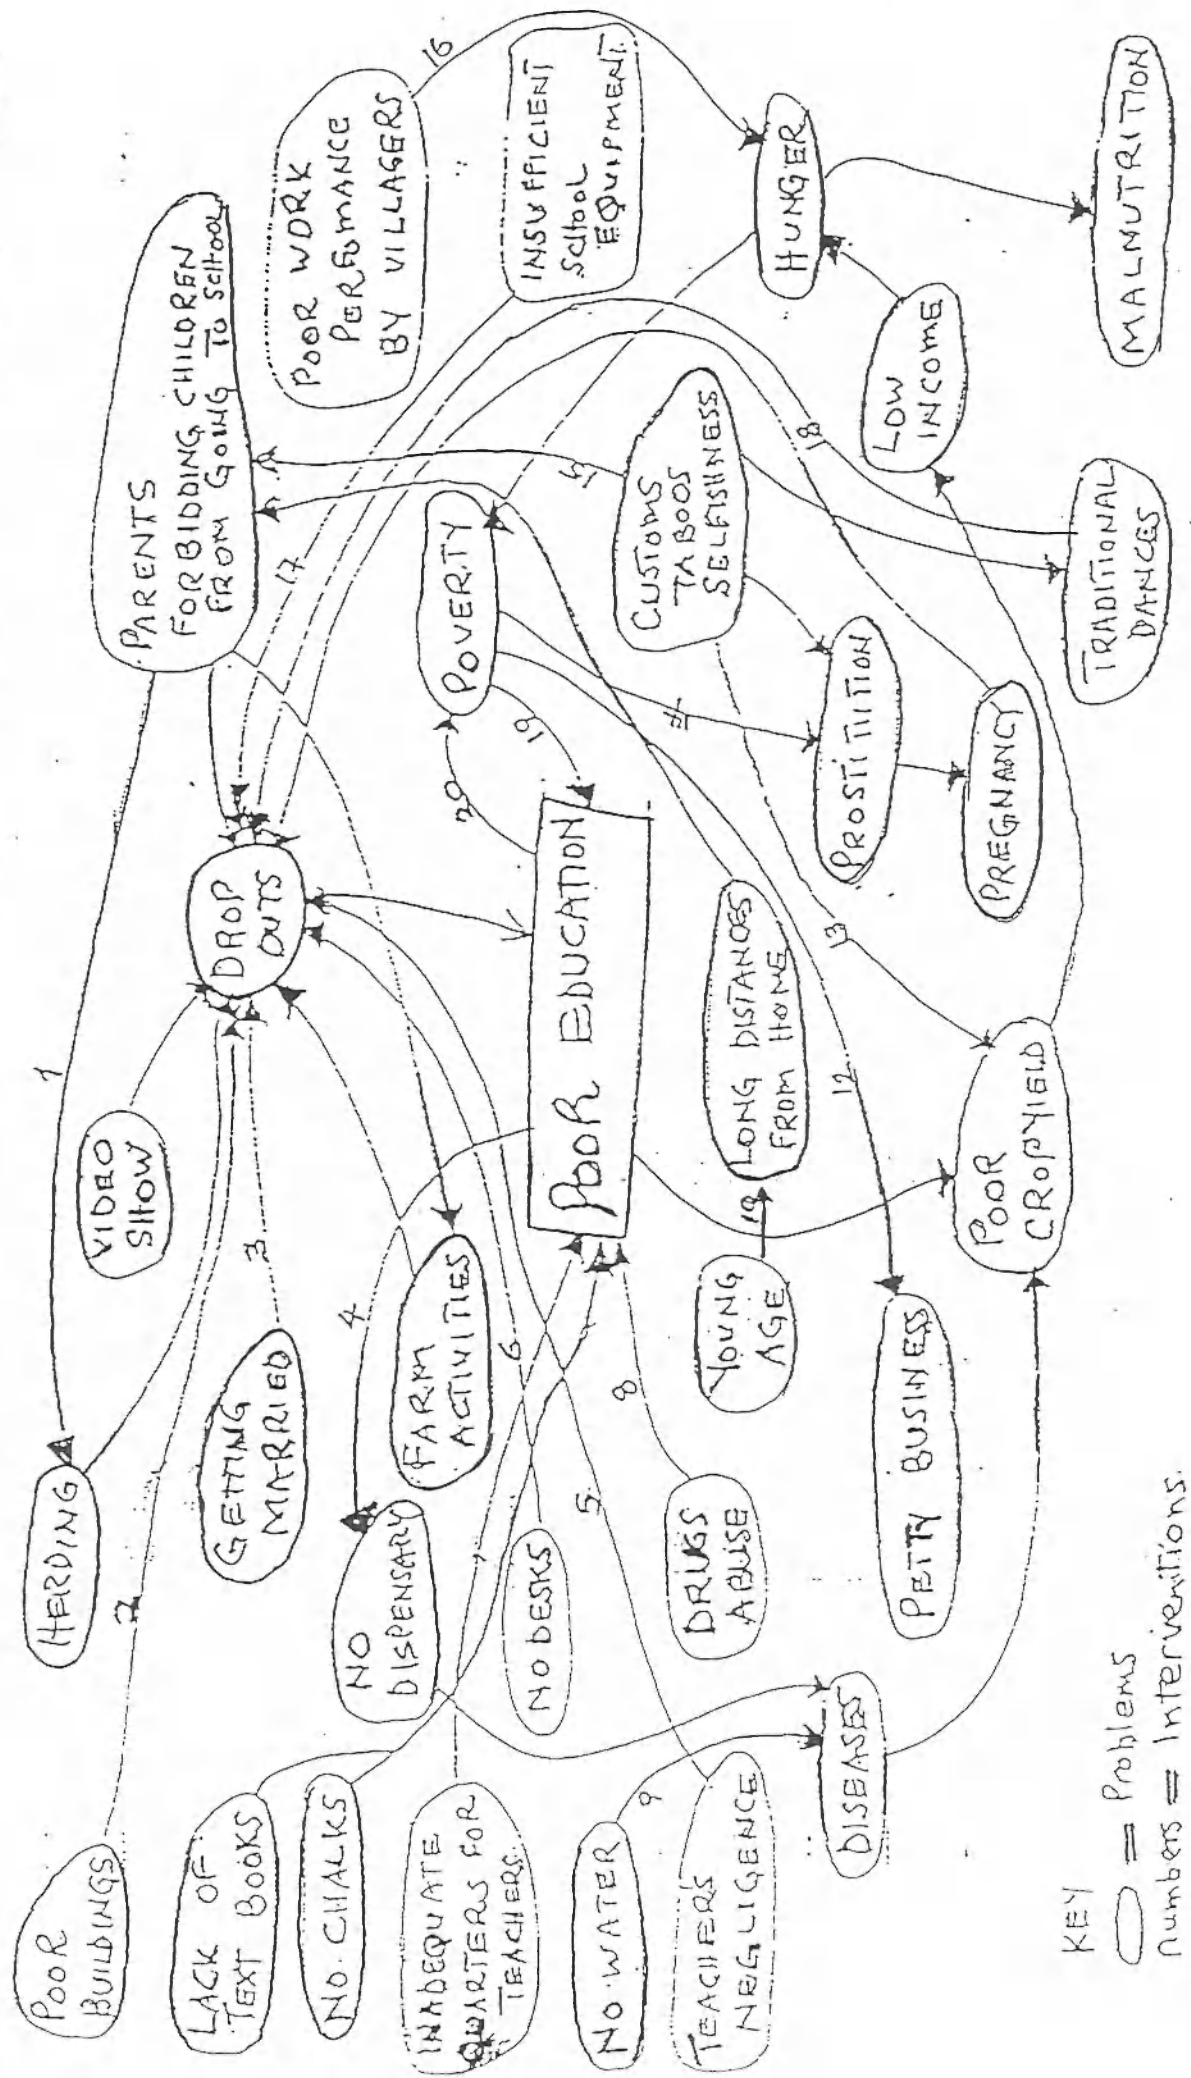 POOR
BUILDINGS
LACK OF
TEXT BOOKS
NO.CHALKS
INADEQUATE
QUARTERS FOR
TEACHERS.
NO.WATER
TEACHERS
NEGLIGENCE
HERDING
GETTING
MARRIED
NO
DISPENSARY
NO DESKS
DRUGS
ABUSE
DISEASES
VIDEO
SHOW
FARM
ACTIVITIES
YOUNG
AGE
PETTY BUSINESS
DROP
OUTS
POOR EDUCATION
LONG DISTANCES
FROM HOME
POOR
CROPYIELD
PARENTS
FORBIDDING CHILDREN
FROM GOING TO SCHOOL
POVERTY
CUSTIOMS
TABOOS
SELFISHNESS
PROSTITUTION
PREGNANCY
TRADITIONAL
DANCES
POOR WORK
PERFOMANCE
BY VILLAGERS
INSUFFICIENT
SCHOOL
EQUIPMENT
HUNGER
LOW
INCOME
MALNUTRITION
1
2
3
4
5
6
8
9
12
13
16
17
18
19
20
KEY
= Problems
numbers = Interventions.